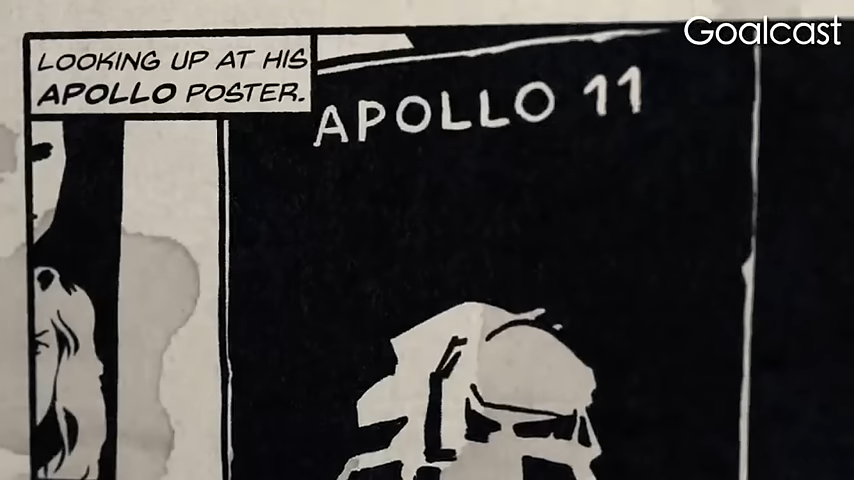 Goalcast
LOOKING UP AT HIS
APOLLO POSTER.
APOLLO 11